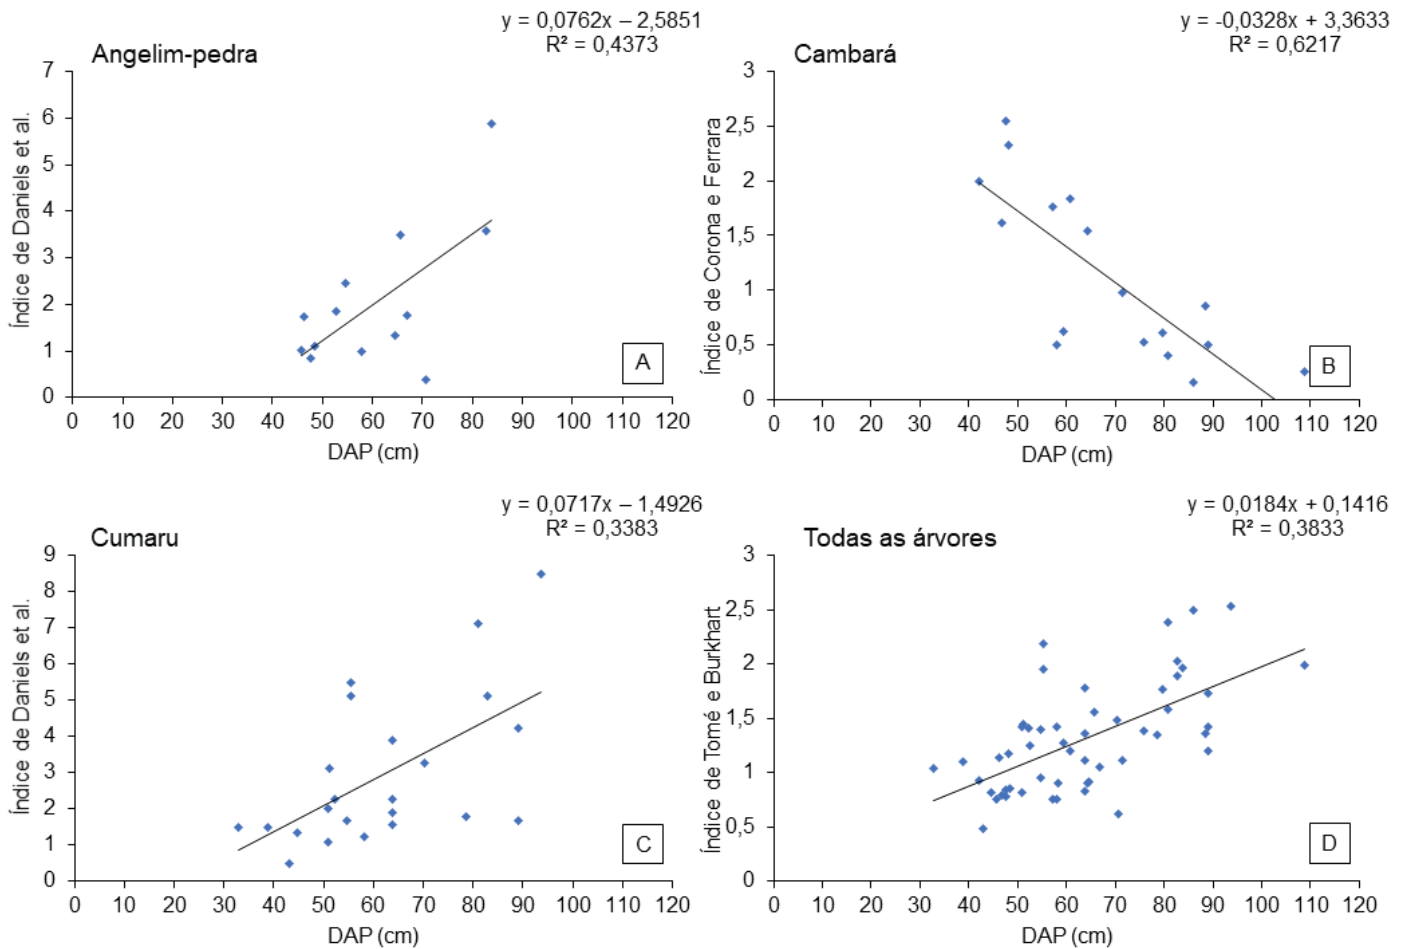 y = 0,0762x – 2,5851
R² = 0,4373
Angelim-pedra
7
6
5
4
3
2
1
0
Índice de Daniels et al.
A
0 10 20 30 40 50 60 70 80 90 100 110 120
DAP (cm)
y = -0,0328x + 3,3633
R² = 0,6217
Cambará
3
2,5
2
1,5
1
0,5
0
Índice de Corona e Ferrara
B
0 10 20 30 40 50 60 70 80 90 100 110 120
DAP (cm)
y = 0,0717x – 1,4926
R² = 0,3383
Cumaru
9
8
7
6
5
4
3
2
1
0
Índice de Daniels et al.
C
0 10 20 30 40 50 60 70 80 90 100 110 120
DAP (cm)
y = 0,0184x + 0,1416
R² = 0,3833
Todas as árvores
3
2,5
2
1,5
1
0,5
0
Índice de Tomé e Burkhart
D
0 10 20 30 40 50 60 70 80 90 100 110 120
DAP (cm)